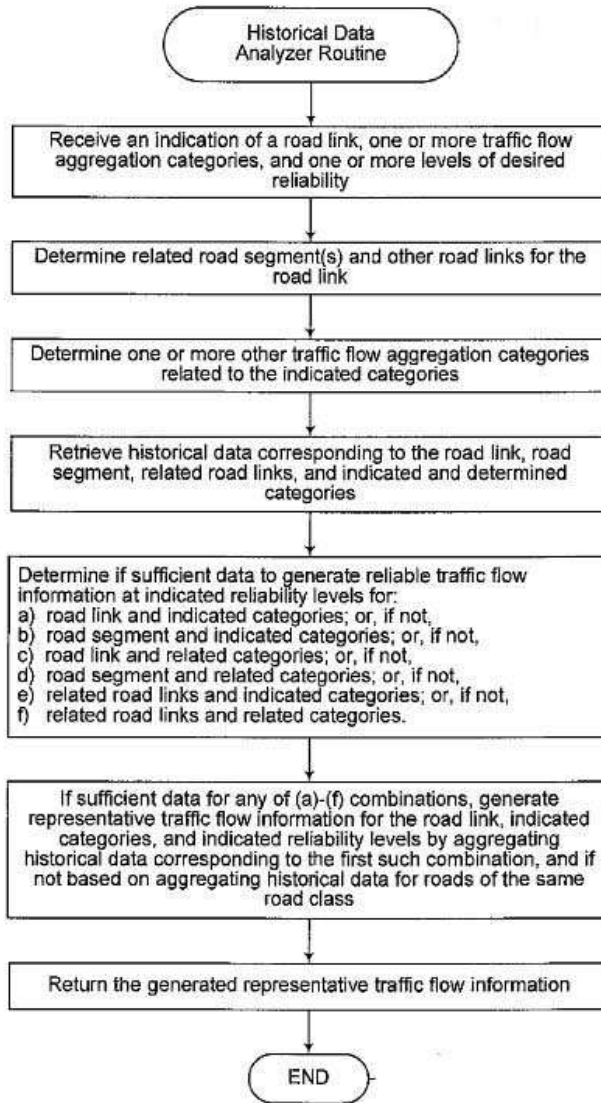 Historical Data
Analyzer Routine
Receive an indication of a road link, one or more traffic flow
aggregation categories, and one or more levels of desired
reliability
Determine related road segment(s) and other road links for the
road link
Determine one or more other traffic flow aggregation categories
related to the indicated categories
Retrieve historical data corresponding to the road link, road
segment, related road links, and indicated and determined
categories
Determine if sufficient data to generate reliable traffic flow
information at indicated reliability levels for:
a) road link and indicated categories; or, if not,
b) road segment and indicated categories; or, if not,
c) road link and related categories; or, if not,
d) road segment and related categories; or, if not,
e) related road links and indicated categories; or, if not,
f) related road links and related categories.
If sufficient data for any of (a)-(f) combinations, generate
representative traffic flow information for the road link, indicated
categories, and indicated reliability levels by aggregating
historical data corresponding to the first such combination, and if
not based on aggregating historical data for roads of the same
road class
Return the generated representative traffic flow information
END